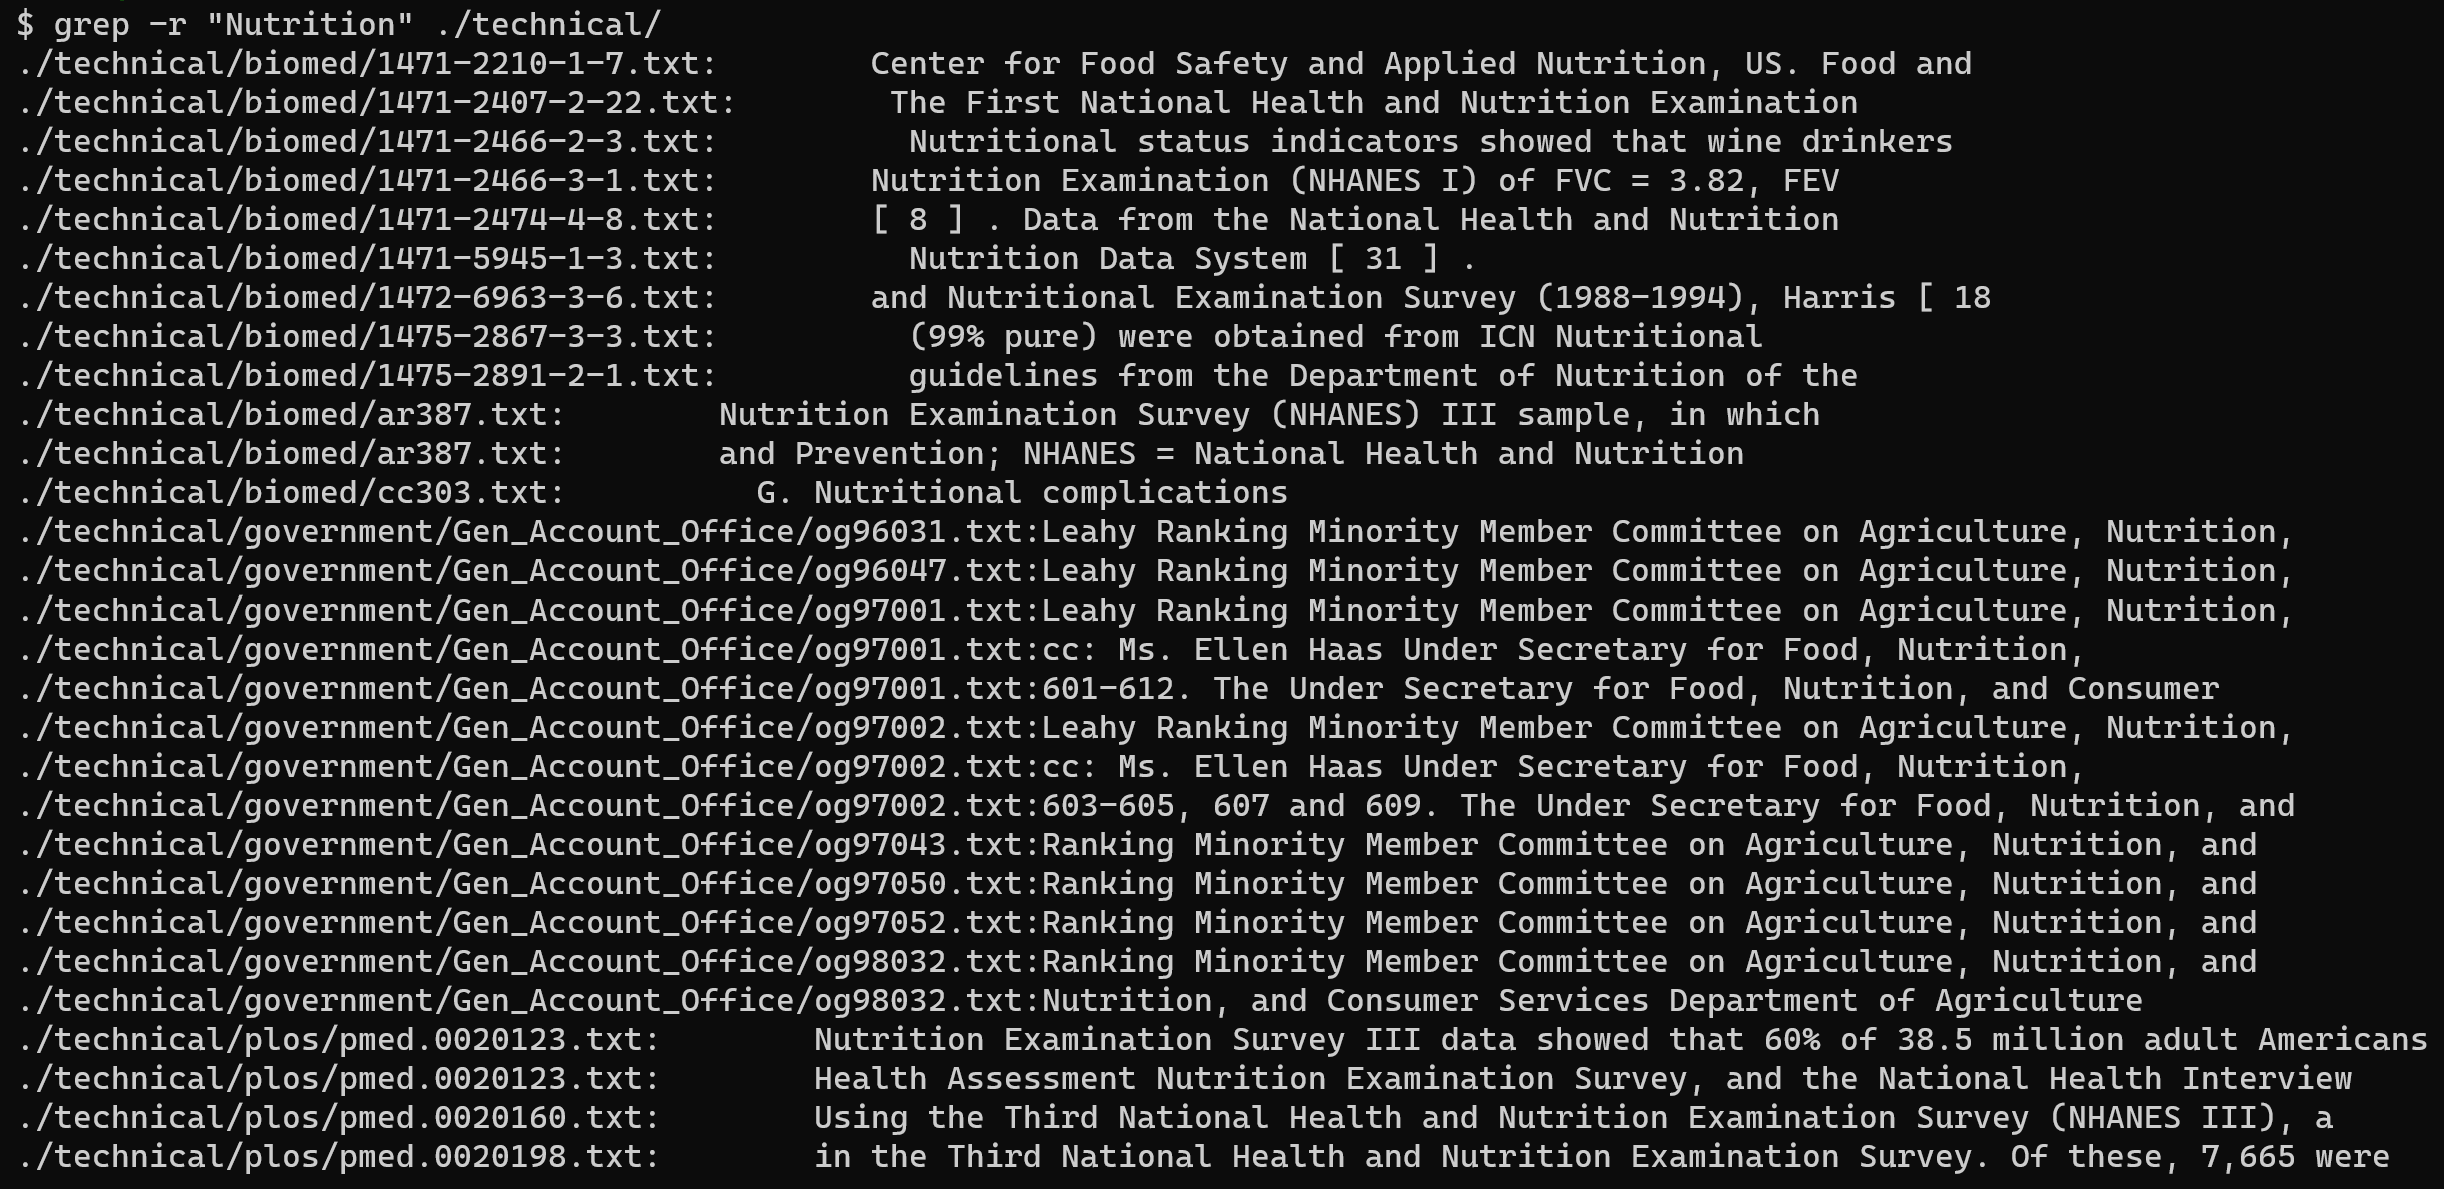 $ grep -r "Nutrition" ./technical/
./technical/biomed/1471-2210-1-7.txt:        Center for Food Safety and Applied Nutrition, US. Food and
./technical/biomed/1471-2407-2-22.txt:        The First National Health and Nutrition Examination
./technical/biomed/1471-2466-2-3.txt:          Nutritional status indicators showed that wine drinkers
./technical/biomed/1471-2466-3-1.txt:        Nutrition Examination (NHANES I) of FVC = 3.82, FEV
./technical/biomed/1471-2474-4-8.txt:        [ 8 ] . Data from the National Health and Nutrition
./technical/biomed/1471-5945-1-3.txt:          Nutrition Data System [ 31 ] .
./technical/biomed/1472-6963-3-6.txt:        and Nutritional Examination Survey (1988-1994), Harris [ 18
./technical/biomed/1475-2867-3-3.txt:          (99% pure) were obtained from ICN Nutritional
./technical/biomed/1475-2891-2-1.txt:          guidelines from the Department of Nutrition of the
./technical/biomed/ar387.txt:        Nutrition Examination Survey (NHANES) III sample, in which
./technical/biomed/ar387.txt:        and Prevention; NHANES = National Health and Nutrition
./technical/biomed/cc303.txt:          G. Nutritional complications
./technical/government/Gen_Account_Office/og96031.txt:Leahy Ranking Minority Member Committee on Agriculture, Nutrition,
./technical/government/Gen_Account_Office/og96047.txt:Leahy Ranking Minority Member Committee on Agriculture, Nutrition,
./technical/government/Gen_Account_Office/og97001.txt:Leahy Ranking Minority Member Committee on Agriculture, Nutrition,
./technical/government/Gen_Account_Office/og97001.txt:cc: Ms. Ellen Haas Under Secretary for Food, Nutrition,
./technical/government/Gen_Account_Office/og97001.txt:601-612. The Under Secretary for Food, Nutrition, and Consumer
./technical/government/Gen_Account_Office/og97002.txt:Leahy Ranking Minority Member Committee on Agriculture, Nutrition,
./technical/government/Gen_Account_Office/og97002.txt:cc: Ms. Ellen Haas Under Secretary for Food, Nutrition,
./technical/government/Gen_Account_Office/og97002.txt:603-605, 607 and 609. The Under Secretary for Food, Nutrition, and
./technical/government/Gen_Account_Office/og97043.txt:Ranking Minority Member Committee on Agriculture, Nutrition, and
./technical/government/Gen_Account_Office/og97050.txt:Ranking Minority Member Committee on Agriculture, Nutrition, and
./technical/government/Gen_Account_Office/og97052.txt:Ranking Minority Member Committee on Agriculture, Nutrition, and
./technical/government/Gen_Account_Office/og98032.txt:Ranking Minority Member Committee on Agriculture, Nutrition, and
./technical/government/Gen_Account_Office/og98032.txt:Nutrition, and Consumer Services Department of Agriculture
./technical/plos/pmed.0020123.txt:        Nutrition Examination Survey III data showed that 60% of 38.5 million adult Americans
./technical/plos/pmed.0020123.txt:        Health Assessment Nutrition Examination Survey, and the National Health Interview
./technical/plos/pmed.0020160.txt:        Using the Third National Health and Nutrition Examination Survey (NHANES III), a
./technical/plos/pmed.0020198.txt:        in the Third National Health and Nutrition Examination Survey. Of these, 7,665 were